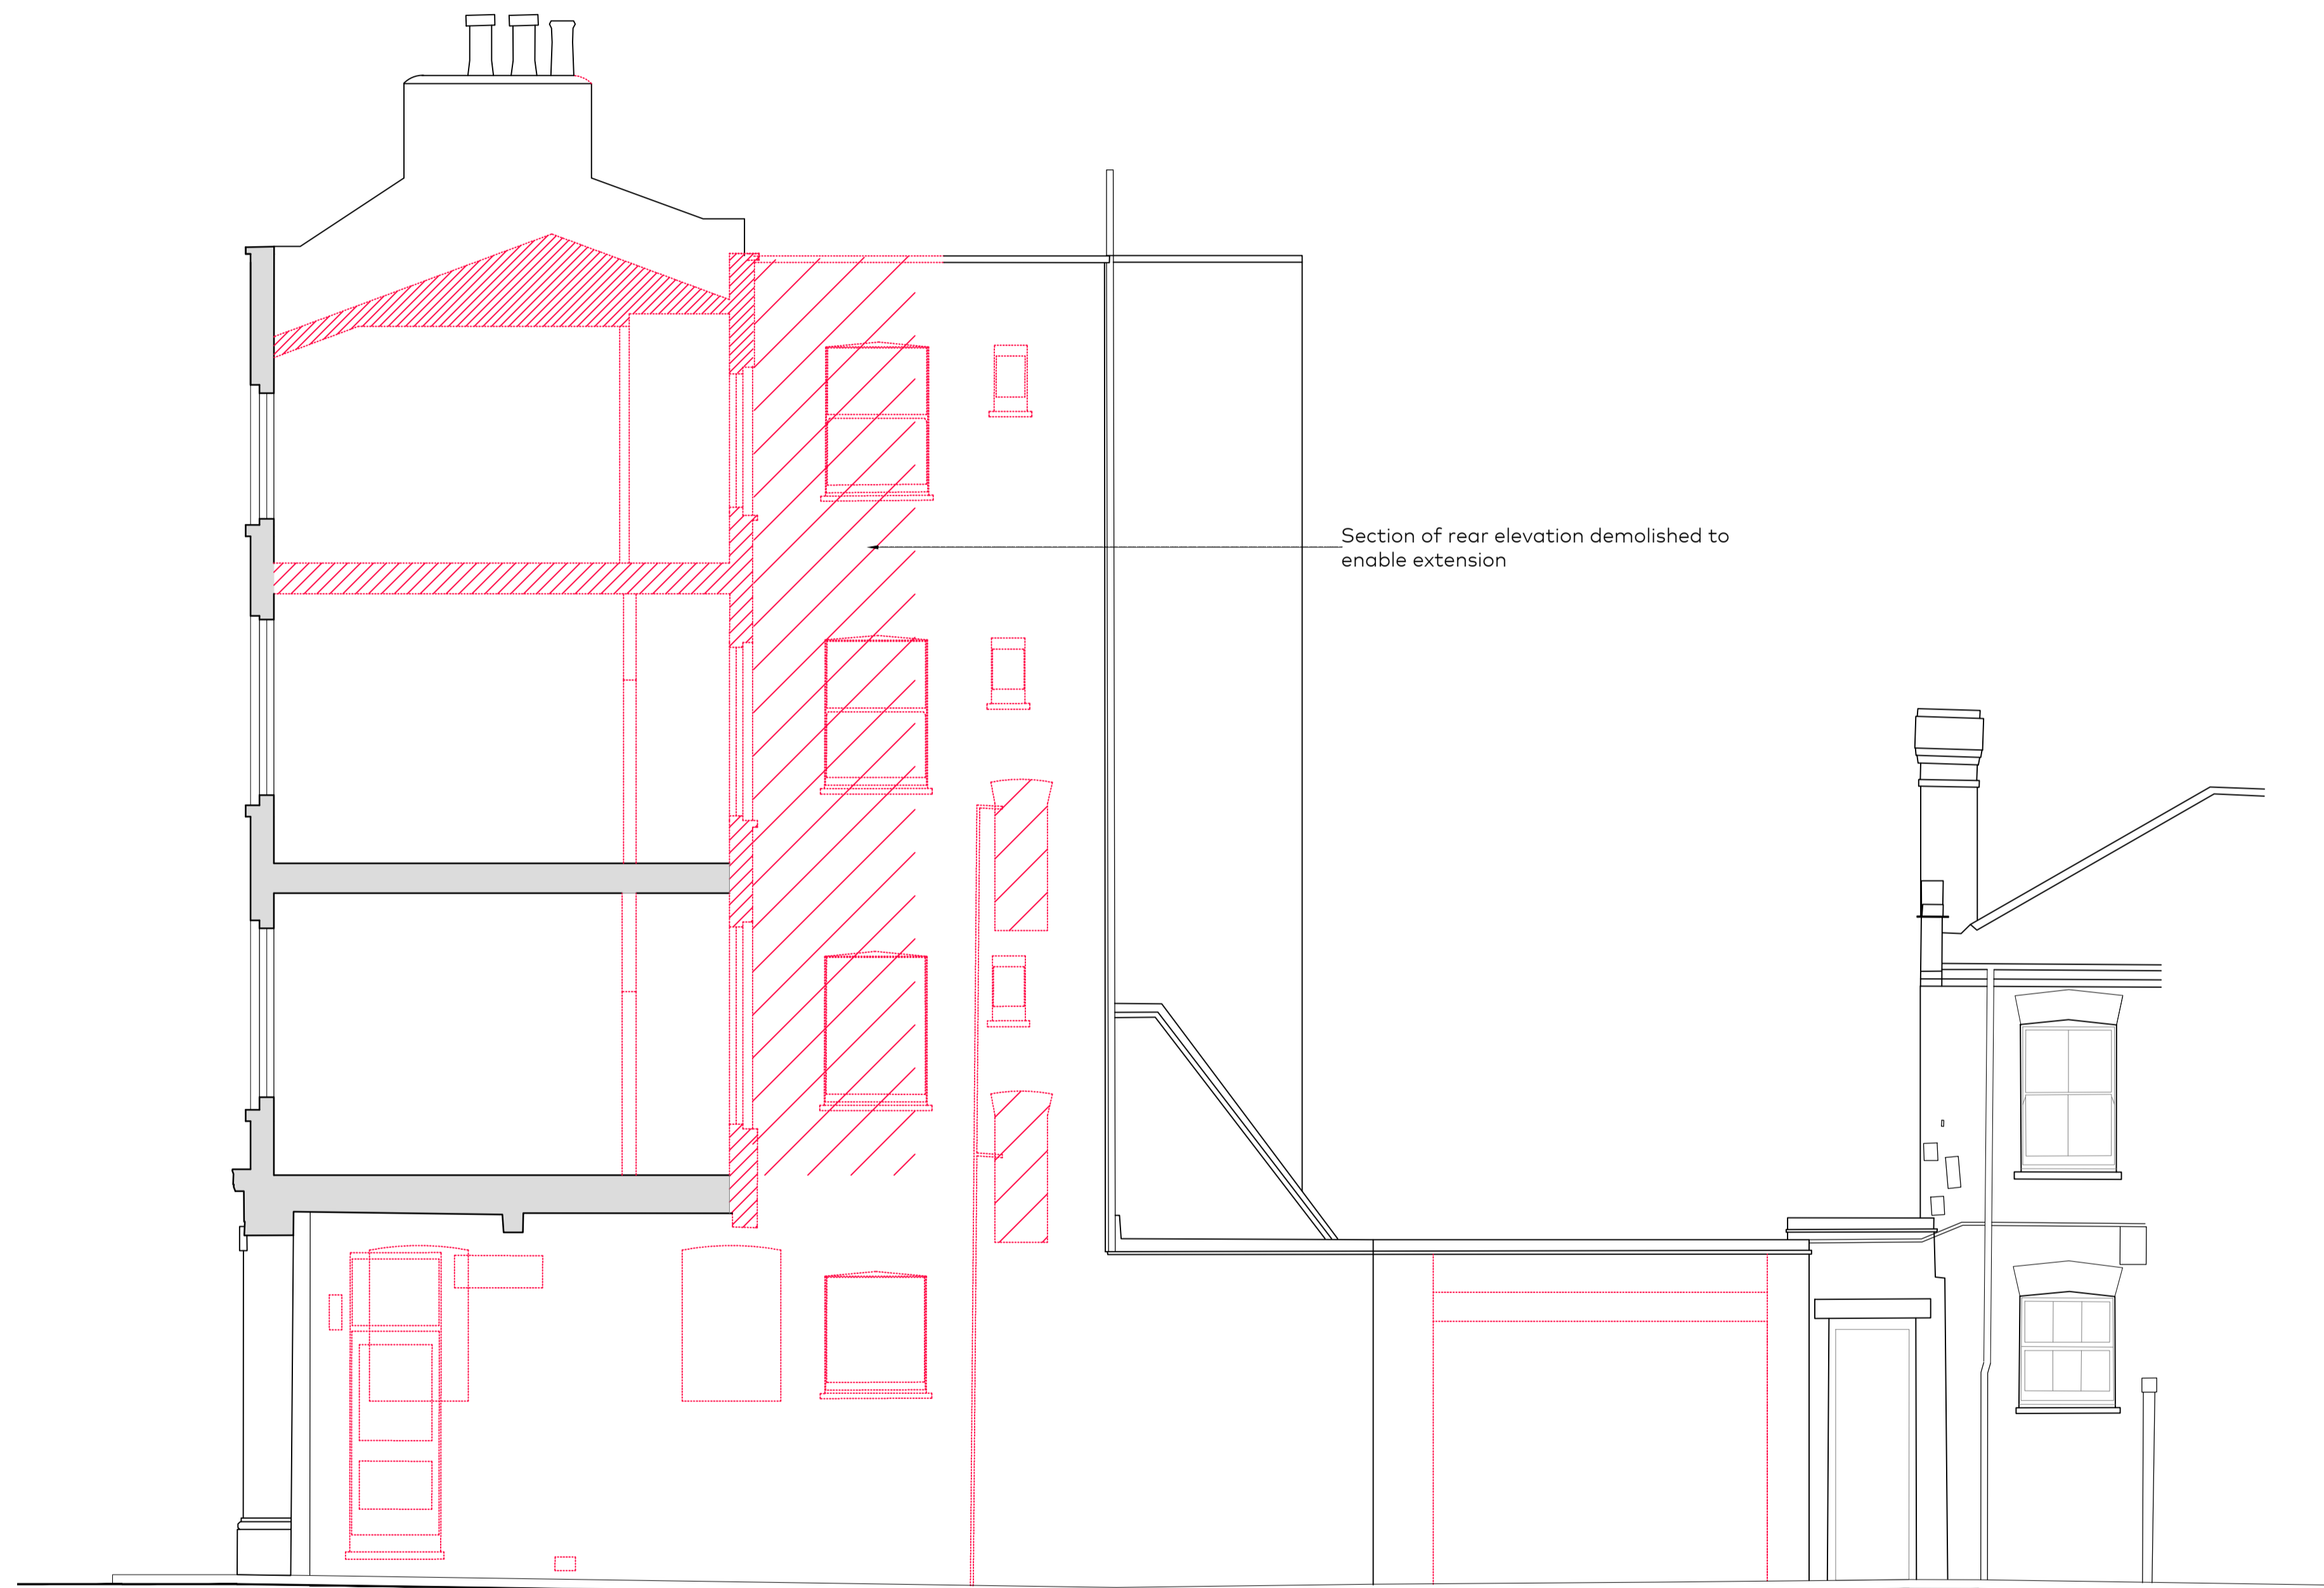 Section of rear elevation demolished to
enable extension